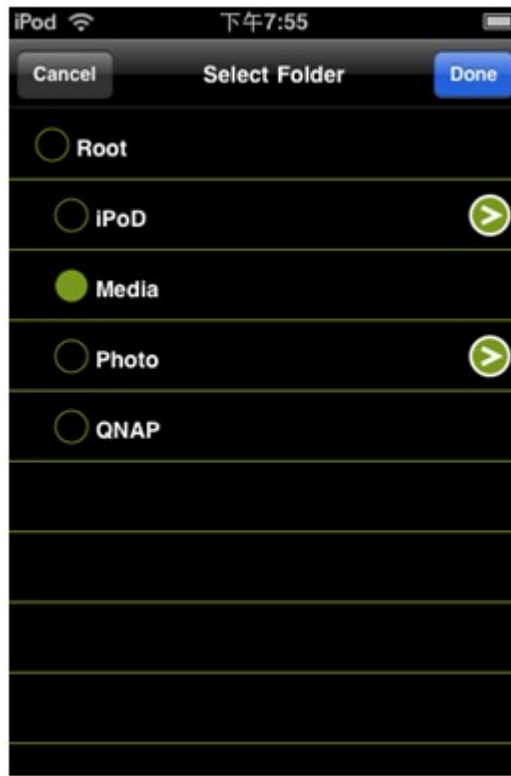 iPod 下午7:55
Cancel Select Folder Done
Root
iPoD
Media
Photo
QNAP